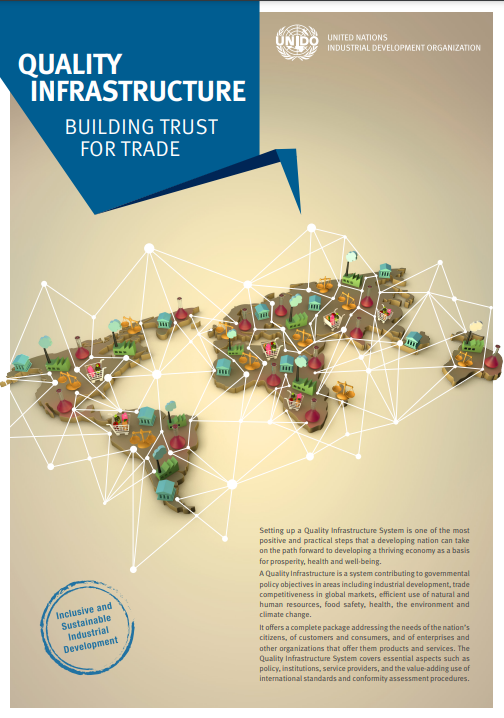 QUALITY
INFRASTRUCTURE
BUILDING TRUST
FOR TRADE
UNIDO
UNITED NATIONS
INDUSTRIAL DEVELOPMENT ORGANIZATION
Setting up a Quality Infrastructure System is one of the most
positive and practical steps that a developing nation can take
on the path forward to developing a thriving economy as a basis
for prosperity, health and well-being.
A Quality Infrastructure is a system contributing to governmental
policy objectives in areas including industrial development, trade
competitiveness in global markets, efficient use of natural and
human resources, food safety, health, the environment and
climate change.
It offers a complete package addressing the needs of the nation's
citizens, of customers and consumers, and of enterprises and
other organizations that offer them products and services. The
Quality Infrastructure System covers essential aspects such as
policy, institutions, service providers, and the value-adding use of
international standards and conformity assessment procedures.
Inclusive and
Sustainable
Industrial
Development